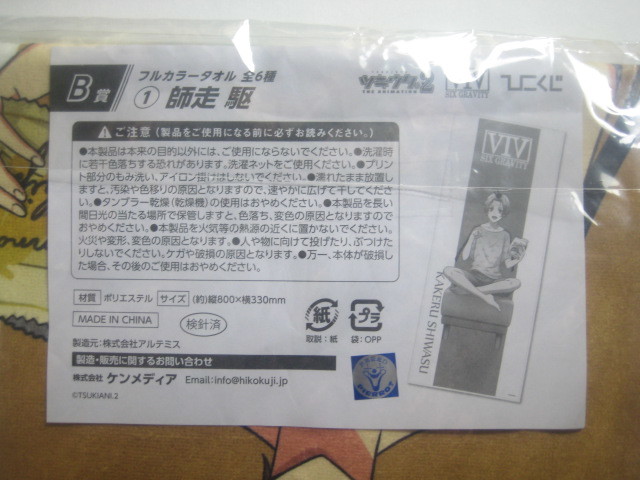 B賞
フルカラータオル 全6種
① 師走 駆
ツキウタ。2
THE ANIMATION
VIV
SIX GRAVITY
ひこくじ
⚠ ご注意(製品をご使用になる前に必ずお読みください。)
●本製品は本来の目的以外には、ご使用にならないでください。●洗濯時
に若干色落ちする恐れがあります。洗濯ネットをご使用ください。●プリン
ト部分のもみ洗い、アイロン掛けはしないでください。●濡れたまま放置し
ますと、汚染や色移りの原因となりますので、速やかに広げて干してください。
●タンブラー乾燥(乾燥機)の使用はおやめください。●本製品を長い
間日光の当たる場所で保管しますと、色落ち、変色の原因となりますので
おやめください。●本製品を火気等の熱源の近くに置かないでください。
火災や変形、変色の原因となります。●人や物に向けて投げたり、ぶつけた
りしないでください。ケガや破損の原因となります。●万一、本体が破損し
た場合、その後のご使用はおやめください。
材質 ポリエステル サイズ (約)縦800×横330mm
MADE IN CHINA 検針済
紙
取説:紙
プラ
袋:OPP
製造元:株式会社アルテミス
製造・販売に関するお問い合わせ
株式会社 ケンメディア Email:info@hikokuji.jp
©TSUKIANI.2
VIV
SIX GRAVITY
KAKERU SHIWASU